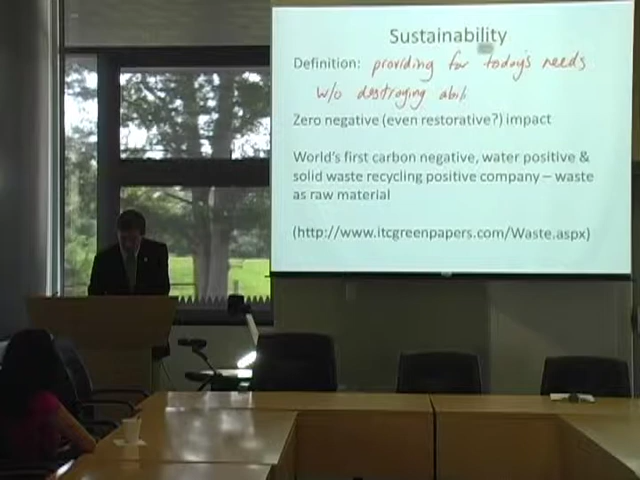 Sustainability
Definition: providing for today's needs
w/o destroying abil
Zero negative (even restorative?) impact
World's first carbon negative, water positive &
solid waste recycling positive company – waste
as raw material
(http://www.itcgreenpapers.com/Waste.aspx)